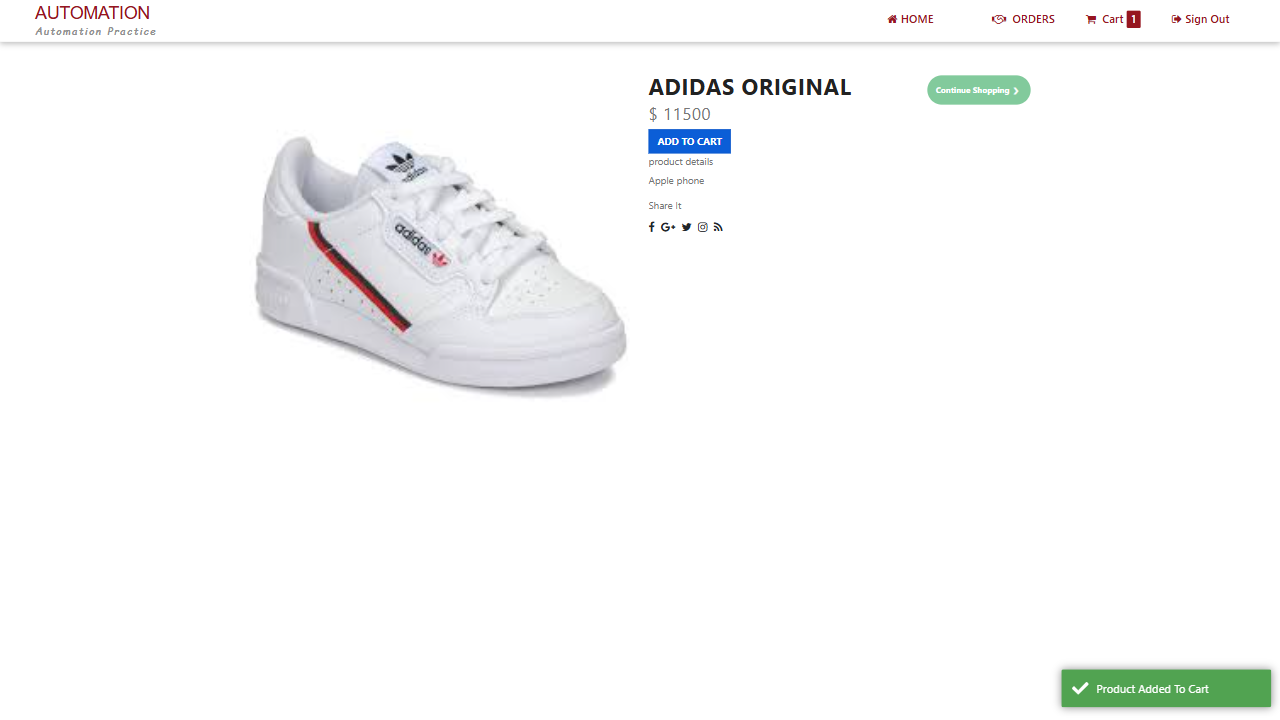 AUTOMATION
Automation Practice
HOME
ORDERS
Cart 1
Sign Out
adidas
adidas
ADIDAS ORIGINAL
Continue Shopping
$ 11500
ADD TO CART
product details
Apple phone
Share It
Product Added To Cart